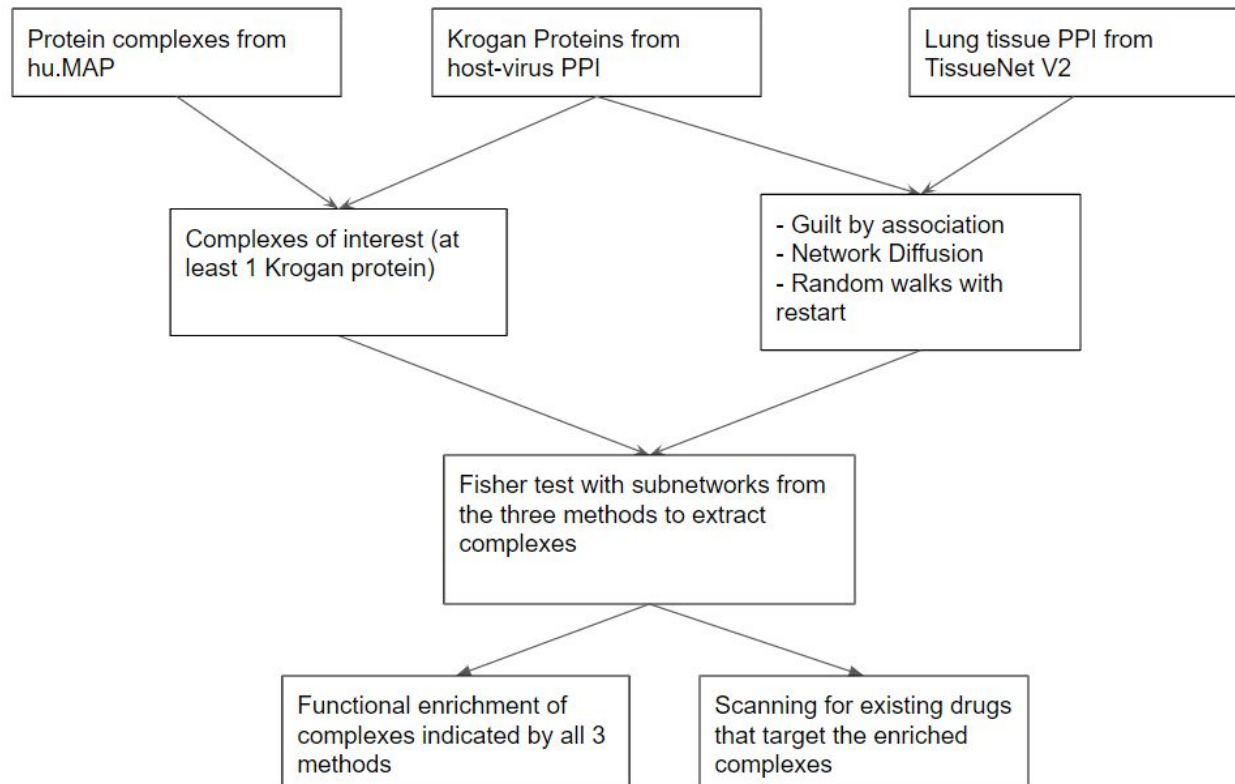 Protein complexes from
hu.MAP
Krogan Proteins from
host-virus PPI
Lung tissue PPI from
TissueNet V2
Complexes of interest (at
least 1 Krogan protein)
- Guilt by association
- Network Diffusion
- Random walks with
restart
Fisher test with subnetworks from
the three methods to extract
complexes
Functional enrichment of
complexes indicated by all 3
methods
Scanning for existing drugs
that target the enriched
complexes